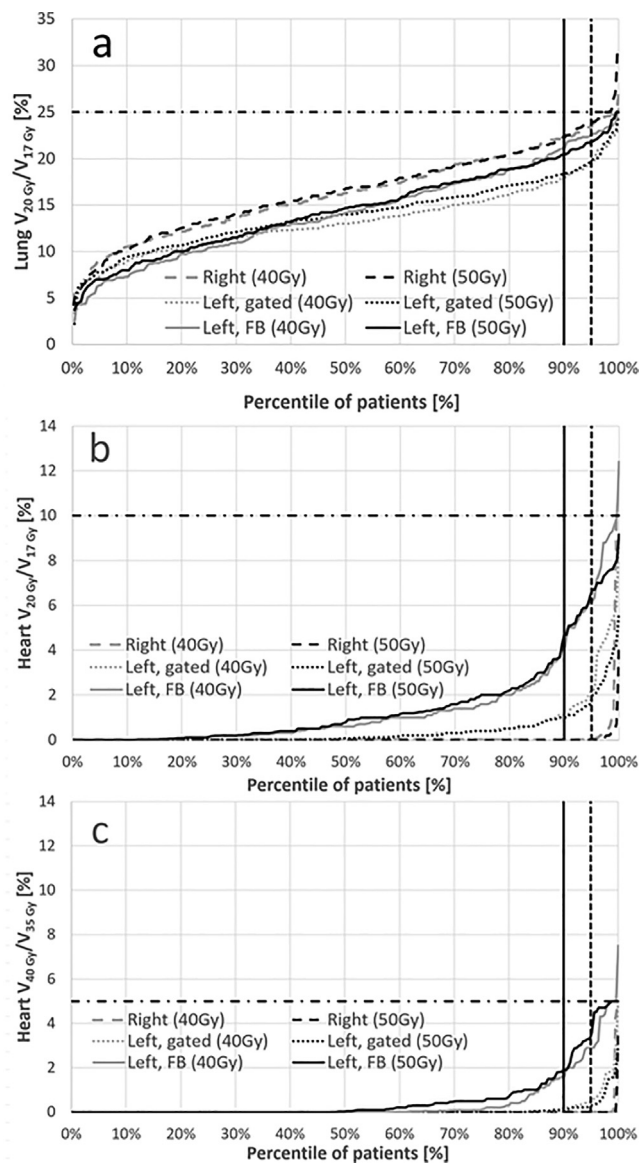 a
35
30
25
20
15
10
5
0
Lung V20 Gy/V17 Gy [%]
Right (40Gy) Right (50Gy)
Left, gated (40Gy) Left, gated (50Gy)
Left, FB (40Gy) Left, FB (50Gy)
0% 10% 20% 30% 40% 50% 60% 70% 80% 90% 100%
Percentile of patients [%]
b
14
12
10
8
6
4
2
0
Heart V20 Gy/V17 Gy [%]
Right (40Gy) Right (50Gy)
Left, gated (40Gy) Left, gated (50Gy)
Left, FB (40Gy) Left, FB (50Gy)
0% 10% 20% 30% 40% 50% 60% 70% 80% 90% 100%
Percentile of patients [%]
c
14
12
10
8
6
4
2
0
Heart V40 Gy/V35 Gy [%]
Right (40Gy) Right (50Gy)
Left, gated (40Gy) Left, gated (50Gy)
Left, FB (40Gy) Left, FB (50Gy)
0% 10% 20% 30% 40% 50% 60% 70% 80% 90% 100%
Percentile of patients [%]